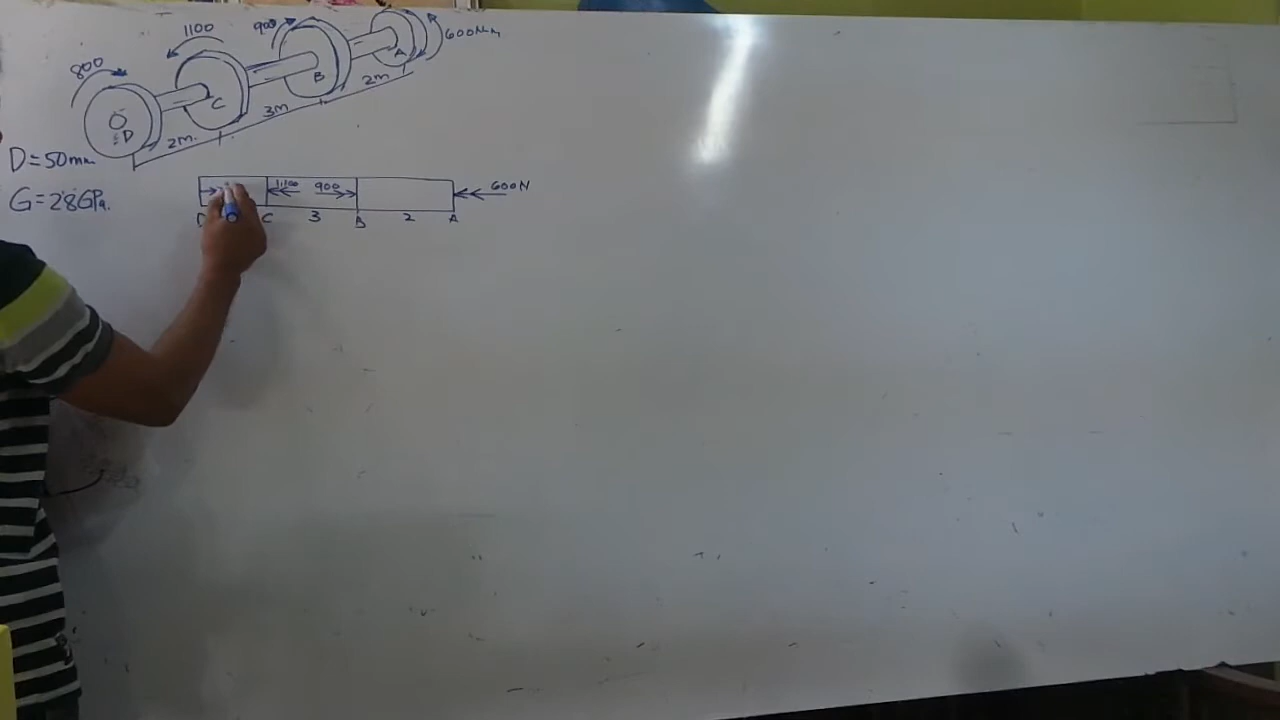 800
1100
900
600N.m
D
C
B
A
2m.
3m
2m
D=50mm
G=28GPa.
1100
900
600N
C
3
B
2
A